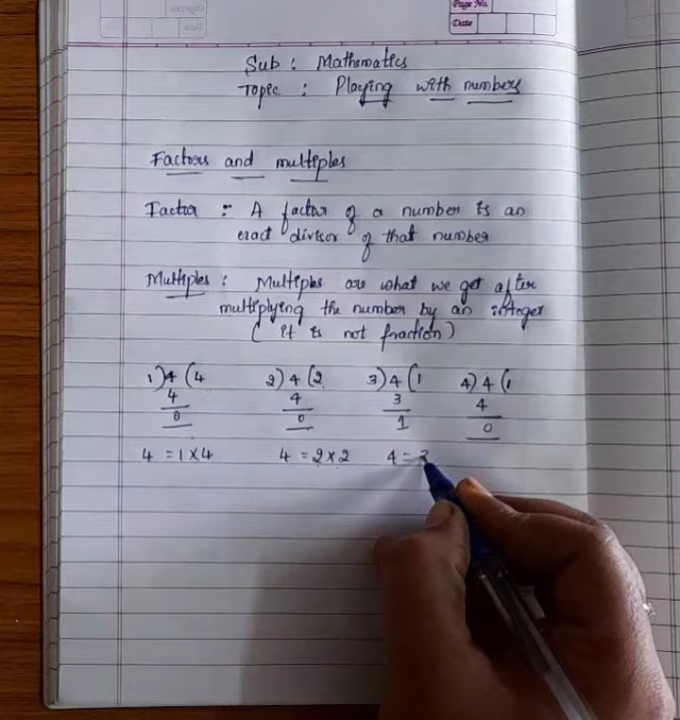 Page No.
Date
Sub : Mathematics
Topic : Playing with numbers
Factors and multiples
Factor :- A factor of a number is an
exact divisor of that number
Multiples : Multiples are what we get after
multiplying the number by an integer
( it is not fraction )
1) 4 ( 4 2) 4 ( 2 3) 4 ( 1 4) 4 ( 1
4 4 3 4
0 0 1 0
4 = 1 x 4 4 = 2 x 2 4 = 3